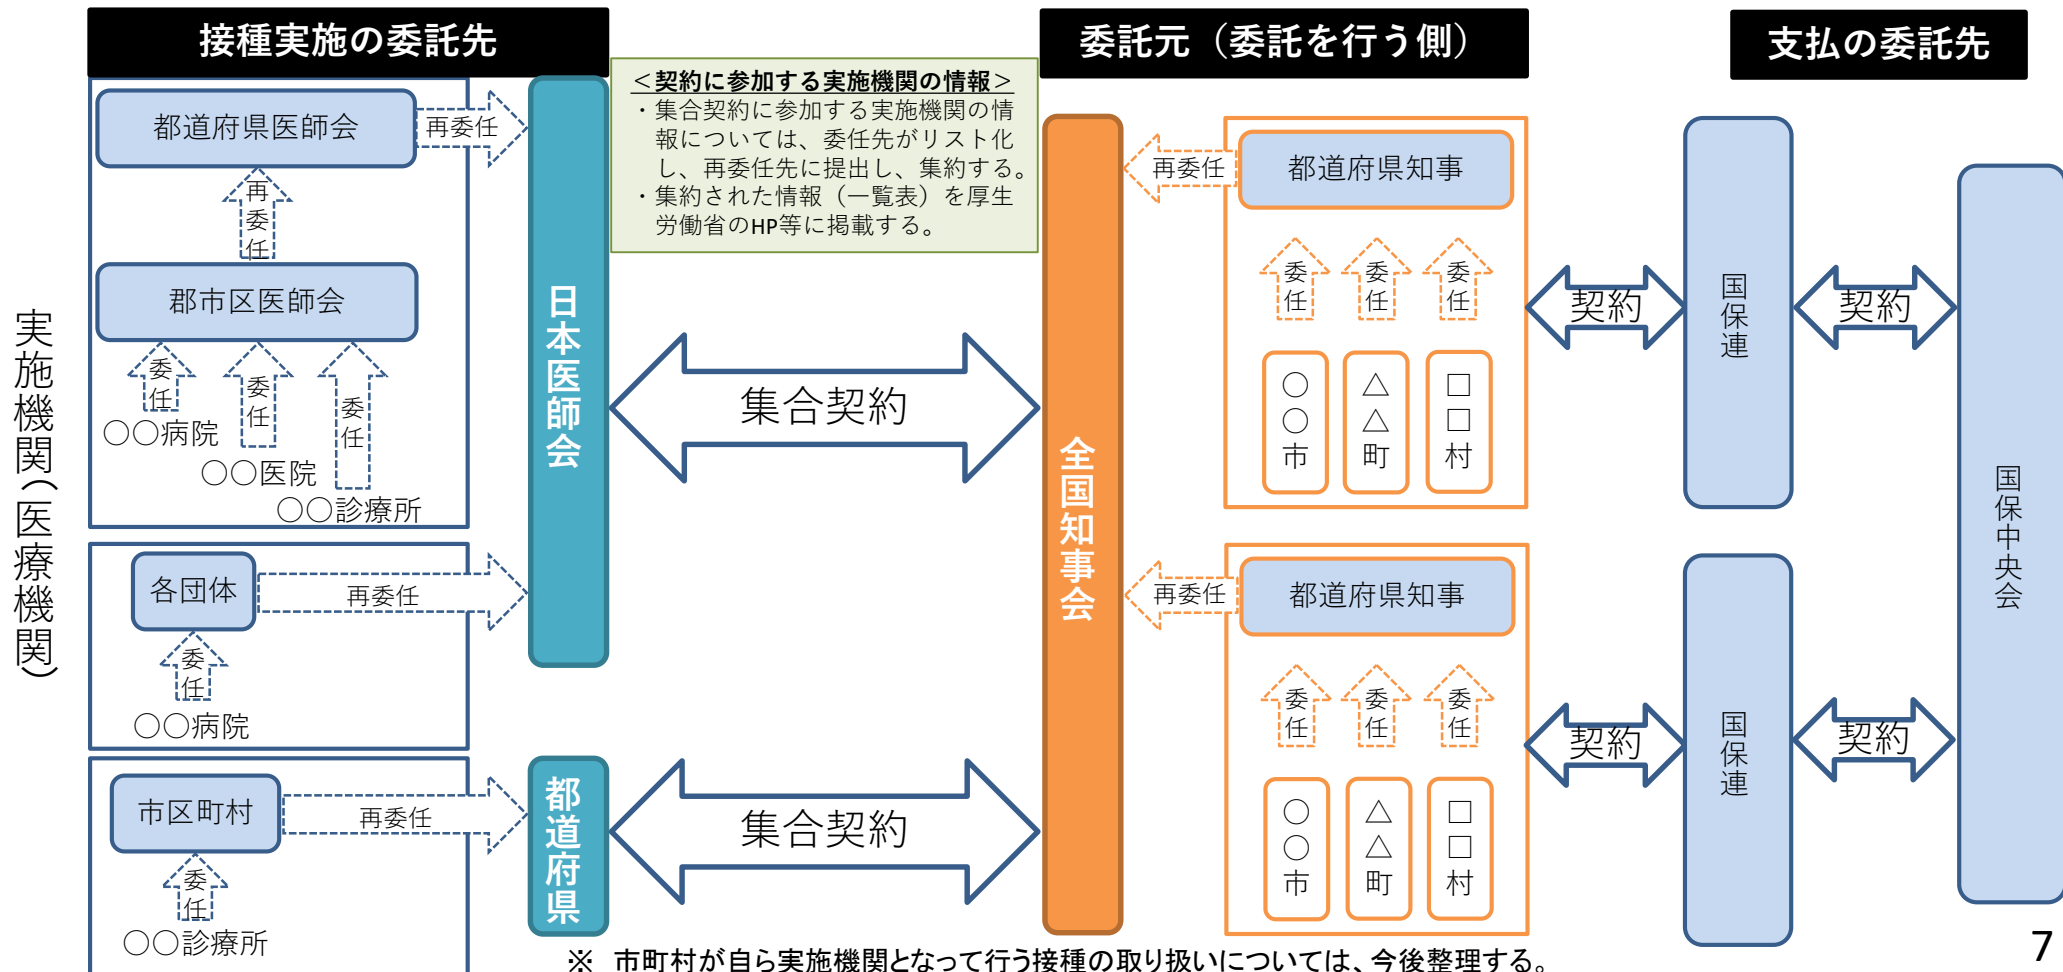 接種実施の委託先
委託元（委託を行う側）
支払の委託先
実施機関（医療機関）
都道府県医師会
再委任
再委任
郡市区医師会
委任
委任
委任
〇〇病院
〇〇医院
〇〇診療所
各団体
再委任
委任
〇〇病院
市区町村
再委任
委任
〇〇診療所
日本医師会
都道府県
＜契約に参加する実施機関の情報＞
・集合契約に参加する実施機関の情
報については、委任先がリスト化
し、再委任先に提出し、集約する。
・集約された情報（一覧表）を厚生
労働省のHP等に掲載する。
集合契約
集合契約
全国知事会
再委任
都道府県知事
委任
委任
委任
〇〇市
△△町
□□村
再委任
都道府県知事
委任
委任
委任
〇〇市
△△町
□□村
契約
国保連
契約
契約
国保連
契約
国保中央会
※　市町村が自ら実施機関となって行う接種の取り扱いについては、今後整理する。
7